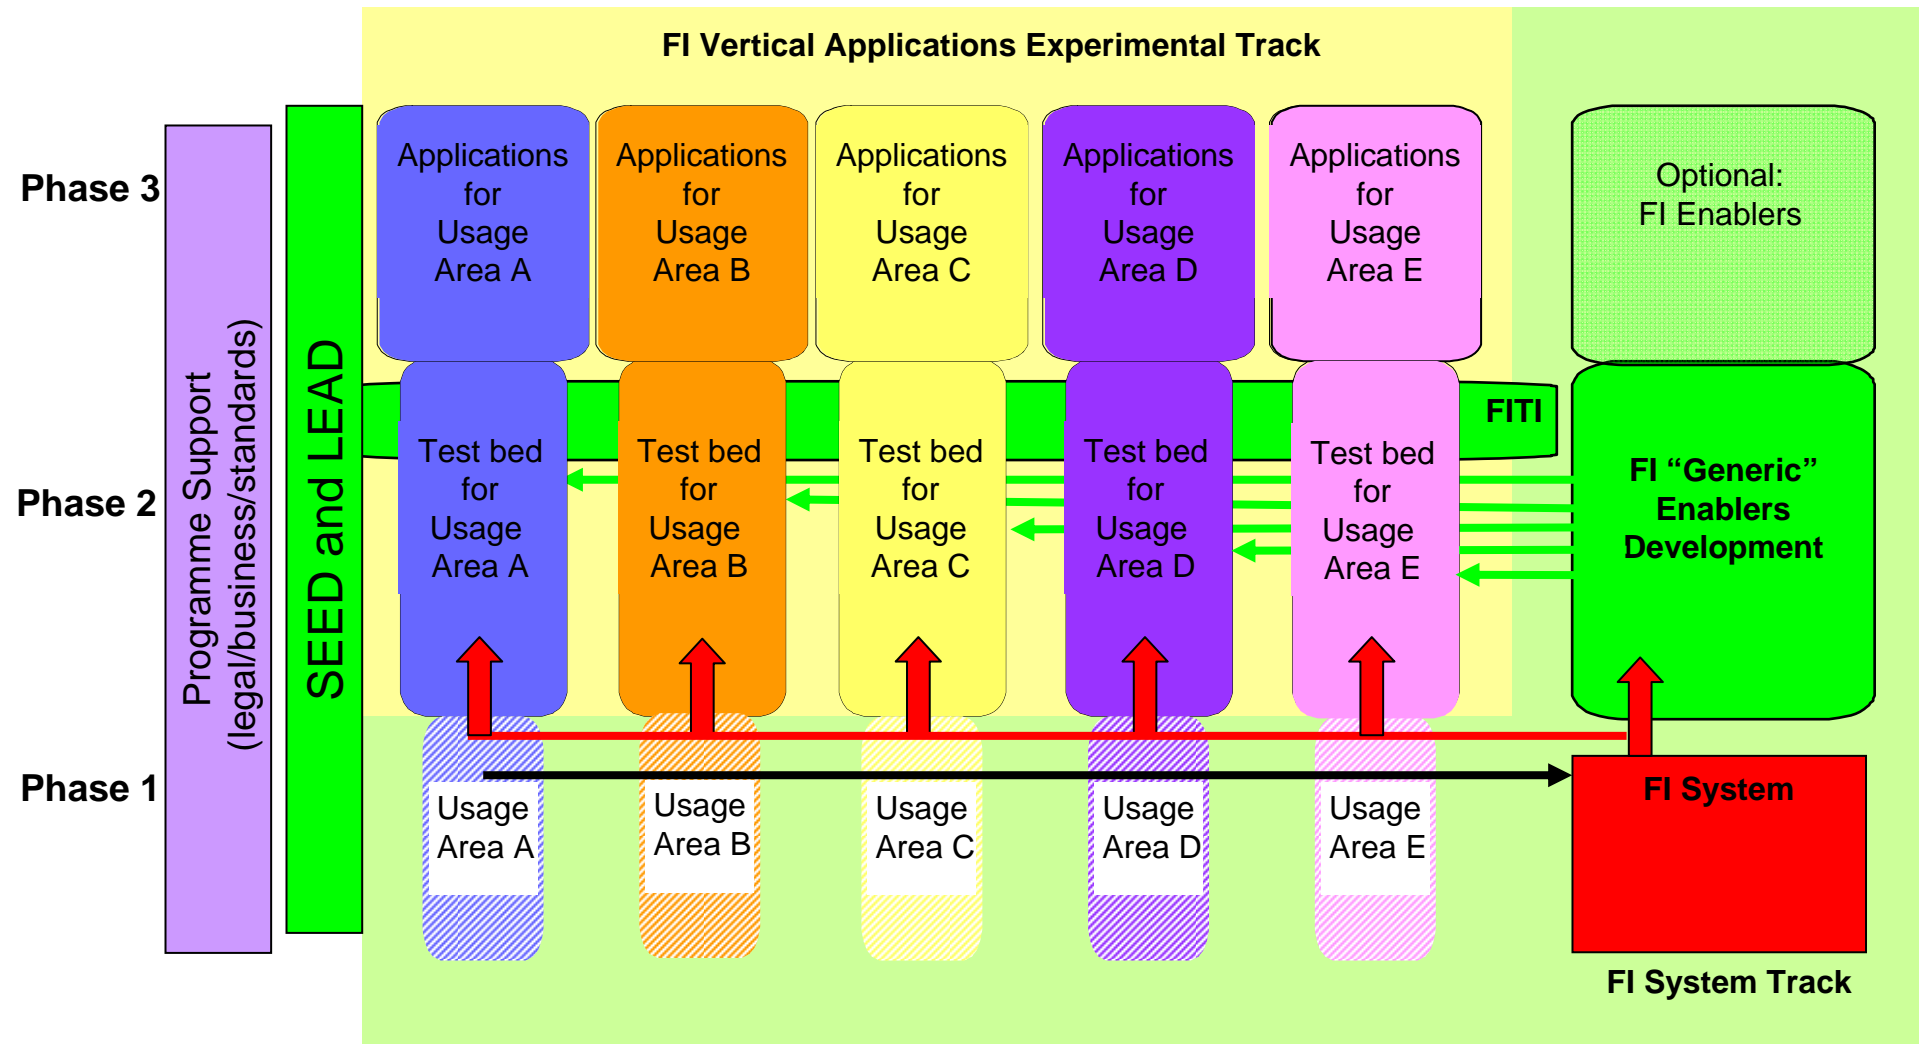 FI Vertical Applications Experimental Track
Phase 3
Phase 2
Phase 1
Programme Support
(legal/business/standards)
SEED and LEAD
Applications
for
Usage
Area A
Applications
for
Usage
Area B
Applications
for
Usage
Area C
Applications
for
Usage
Area D
Applications
for
Usage
Area E
Optional:
FI Enablers
FITI
Test bed
for
Usage
Area A
Test bed
for
Usage
Area B
Test bed
for
Usage
Area C
Test bed
for
Usage
Area D
Test bed
for
Usage
Area E
FI “Generic”
Enablers
Development
Usage
Area A
Usage
Area B
Usage
Area C
Usage
Area D
Usage
Area E
FI System
FI System Track